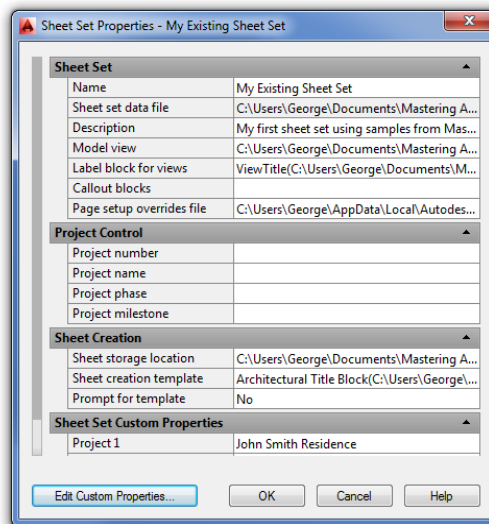 Sheet Set Properties - My Existing Sheet Set
Sheet Set
Name My Existing Sheet Set
Sheet set data file C:\Users\George\Documents\Mastering A...
Description My first sheet set using samples from Mas...
Model view C:\Users\George\Documents\Mastering A...
Label block for views ViewTitle(C:\Users\George\Documents\M...
Callout blocks
Page setup overrides file C:\Users\George\AppData\Local\Autodes...
Project Control
Project number
Project name
Project phase
Project milestone
Sheet Creation
Sheet storage location C:\Users\George\Documents\Mastering A...
Sheet creation template Architectural Title Block(C:\Users\George\...
Prompt for template No
Sheet Set Custom Properties
Project 1 John Smith Residence
Edit Custom Properties... OK Cancel Help